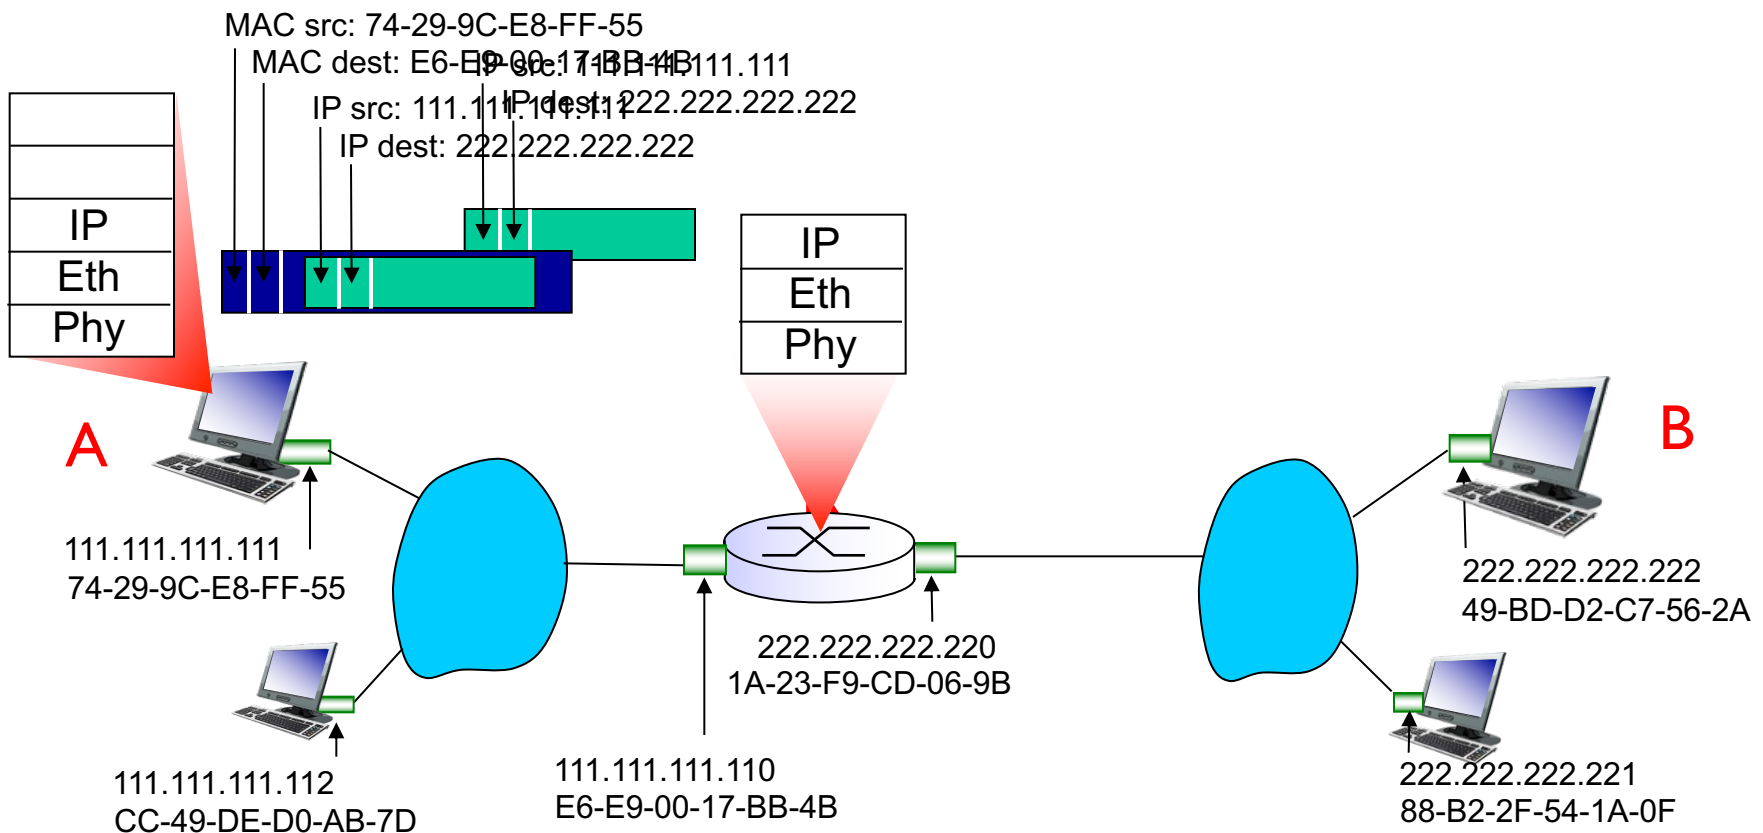 MAC src: 74-29-9C-E8-FF-55
MAC dest: E6-E9-00-17-BB-4B
IP src: 111.111.111.111
IP dest: 222.222.222.222
IP src: 111.111.111.111
IP dest: 222.222.222.222
IP
Eth
Phy
IP
Eth
Phy
A
B
111.111.111.111
74-29-9C-E8-FF-55
222.222.222.222
49-BD-D2-C7-56-2A
222.222.222.220
1A-23-F9-CD-06-9B
111.111.111.112
CC-49-DE-D0-AB-7D
111.111.111.110
E6-E9-00-17-BB-4B
222.222.222.221
88-B2-2F-54-1A-0F